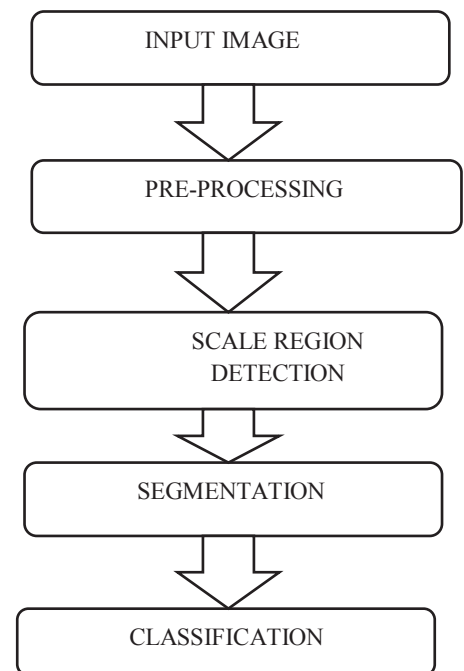 INPUT IMAGE
PRE-PROCESSING
SCALE REGION
DETECTION
SEGMENTATION
CLASSIFICATION